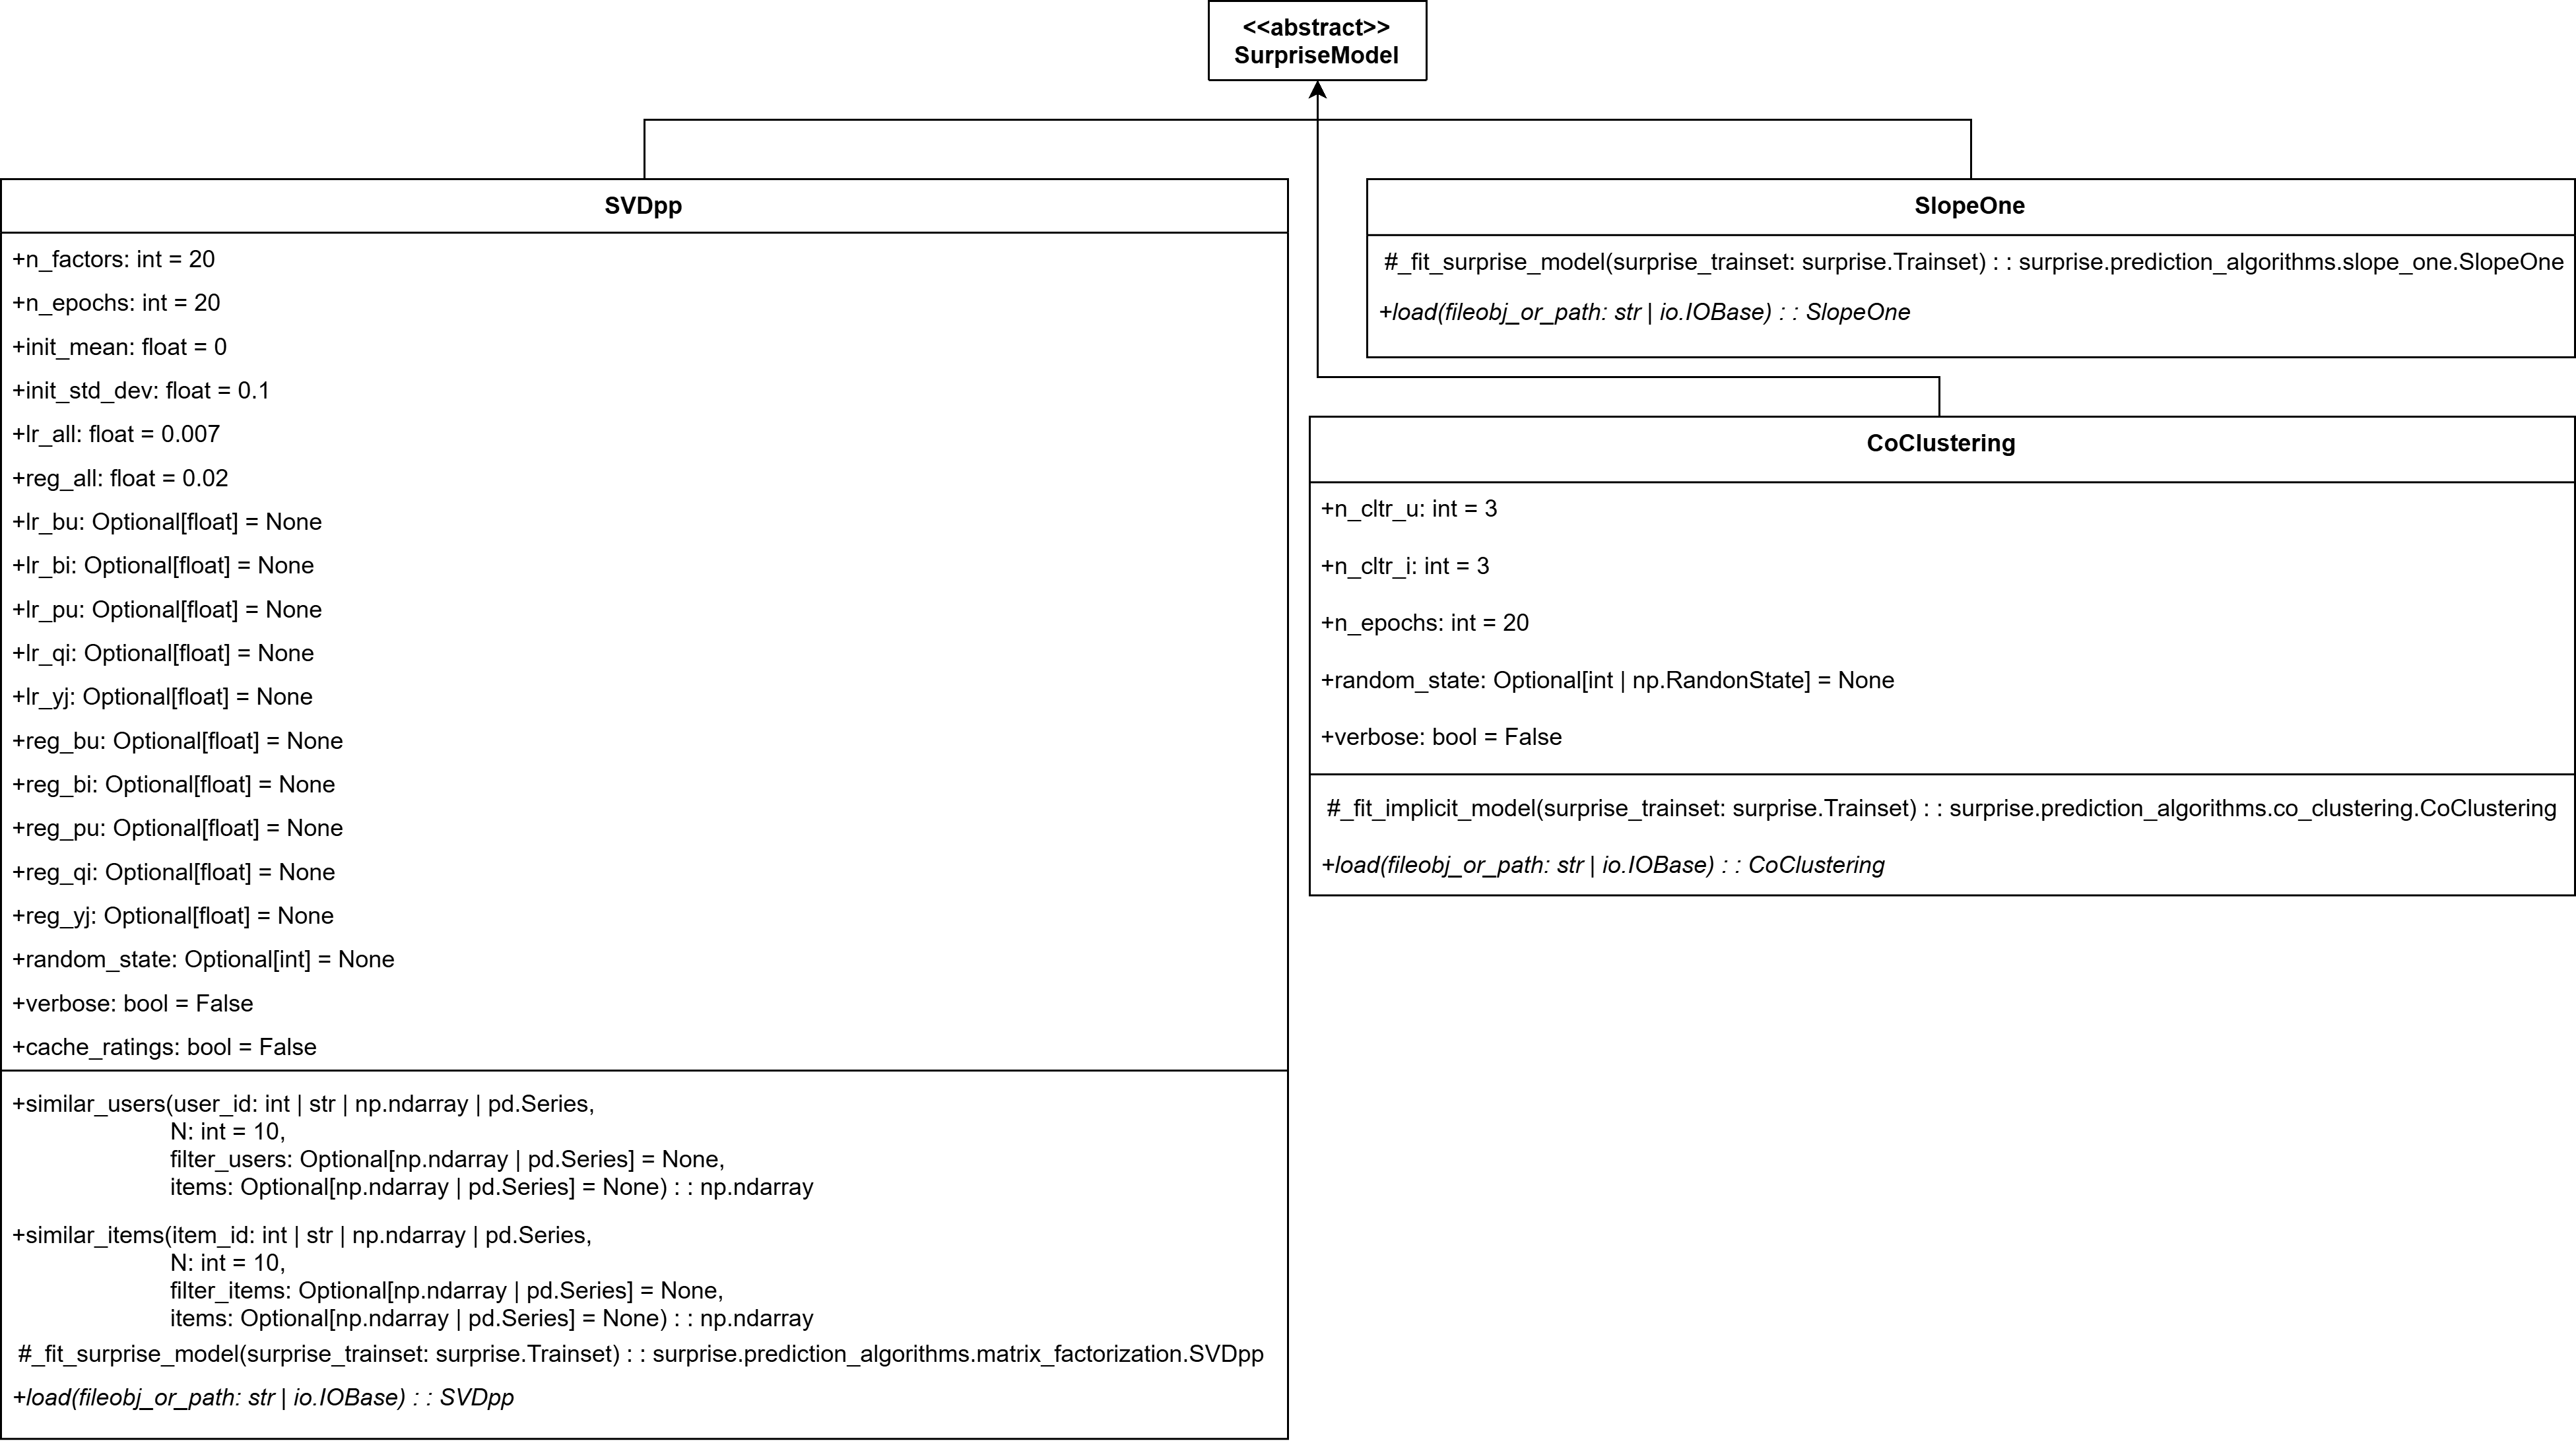 <<abstract>>
SurpriseModel
SVDpp
+n_factors: int = 20
+n_epochs: int = 20
+init_mean: float = 0
+init_std_dev: float = 0.1
+lr_all: float = 0.007
+reg_all: float = 0.02
+lr_bu: Optional[float] = None
+lr_bi: Optional[float] = None
+lr_pu: Optional[float] = None
+lr_qi: Optional[float] = None
+lr_yj: Optional[float] = None
+reg_bu: Optional[float] = None
+reg_bi: Optional[float] = None
+reg_pu: Optional[float] = None
+reg_qi: Optional[float] = None
+reg_yj: Optional[float] = None
+random_state: Optional[int] = None
+verbose: bool = False
+cache_ratings: bool = False
+similar_users(user_id: int | str | np.ndarray | pd.Series,
N: int = 10,
filter_users: Optional[np.ndarray | pd.Series] = None,
items: Optional[np.ndarray | pd.Series] = None) : : np.ndarray
+similar_items(item_id: int | str | np.ndarray | pd.Series,
N: int = 10,
filter_items: Optional[np.ndarray | pd.Series] = None,
items: Optional[np.ndarray | pd.Series] = None) : : np.ndarray
#_fit_surprise_model(surprise_trainset: surprise.Trainset) : : surprise.prediction_algorithms.matrix_factorization.SVDpp
+load(fileobj_or_path: str | io.IOBase) : : SVDpp
SlopeOne
#_fit_surprise_model(surprise_trainset: surprise.Trainset) : : surprise.prediction_algorithms.slope_one.SlopeOne
+load(fileobj_or_path: str | io.IOBase) : : SlopeOne
CoClustering
+n_cltr_u: int = 3
+n_cltr_i: int = 3
+n_epochs: int = 20
+random_state: Optional[int | np.RandonState] = None
+verbose: bool = False
#_fit_implicit_model(surprise_trainset: surprise.Trainset) : : surprise.prediction_algorithms.co_clustering.CoClustering
+load(fileobj_or_path: str | io.IOBase) : : CoClustering